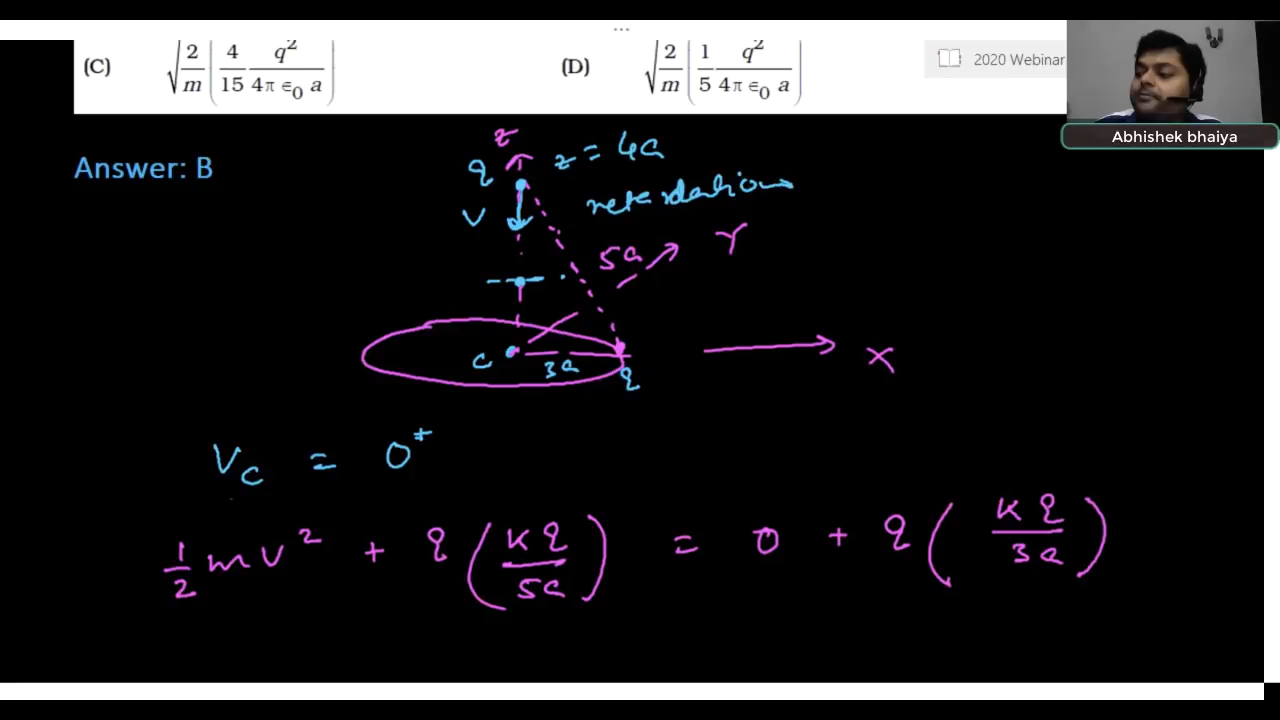 ...
(C) √2/m (4/15 q²/4π ∈₀ a)
(D) √2/m (1/5 q²/4π ∈₀ a)
2020 Webinar
Abhishek bhaiya
Answer: B
z
q z = 4a
v retardation
5a Y
C 3a
q
X
V_C = 0⁺
1/2 mv² + q (Kq/5a) = 0 + q (Kq/3a)